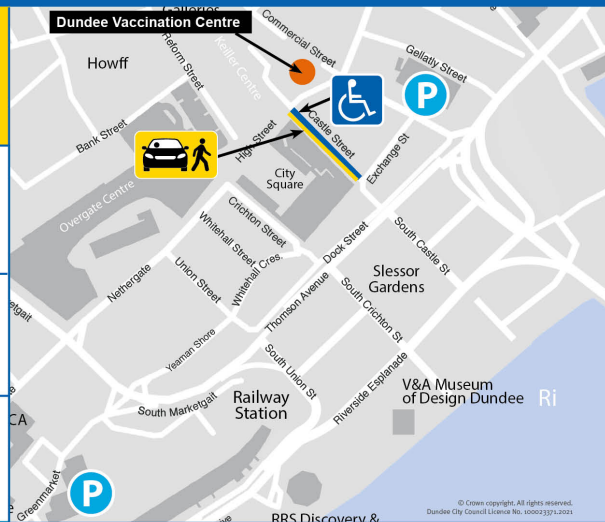 Galleries
Dundee Vaccination Centre
Commercial Street
Reform Street
Keiller Centre
Howff
Gellatly Street
P
Castle Street
Bank Street
High Street
Exchange St
City
Square
Overgate Centre
Crichton Street
Whitehall Street
Whitehall Cres.
Dock Street
South Castle St
Nethergate
Union Street
Slessor
Gardens
Thomson Avenue
South Crichton St
etgait
Yeaman Shore
South Union St
Riverside Esplanade
V&A Museum
of Design Dundee
Ri
Railway
Station
South Marketgait
CA
P
Greenmarket
© Crown copyright. All rights reserved.
Dundee City Council Licence No. 100023371.2021
RRS Discovery &